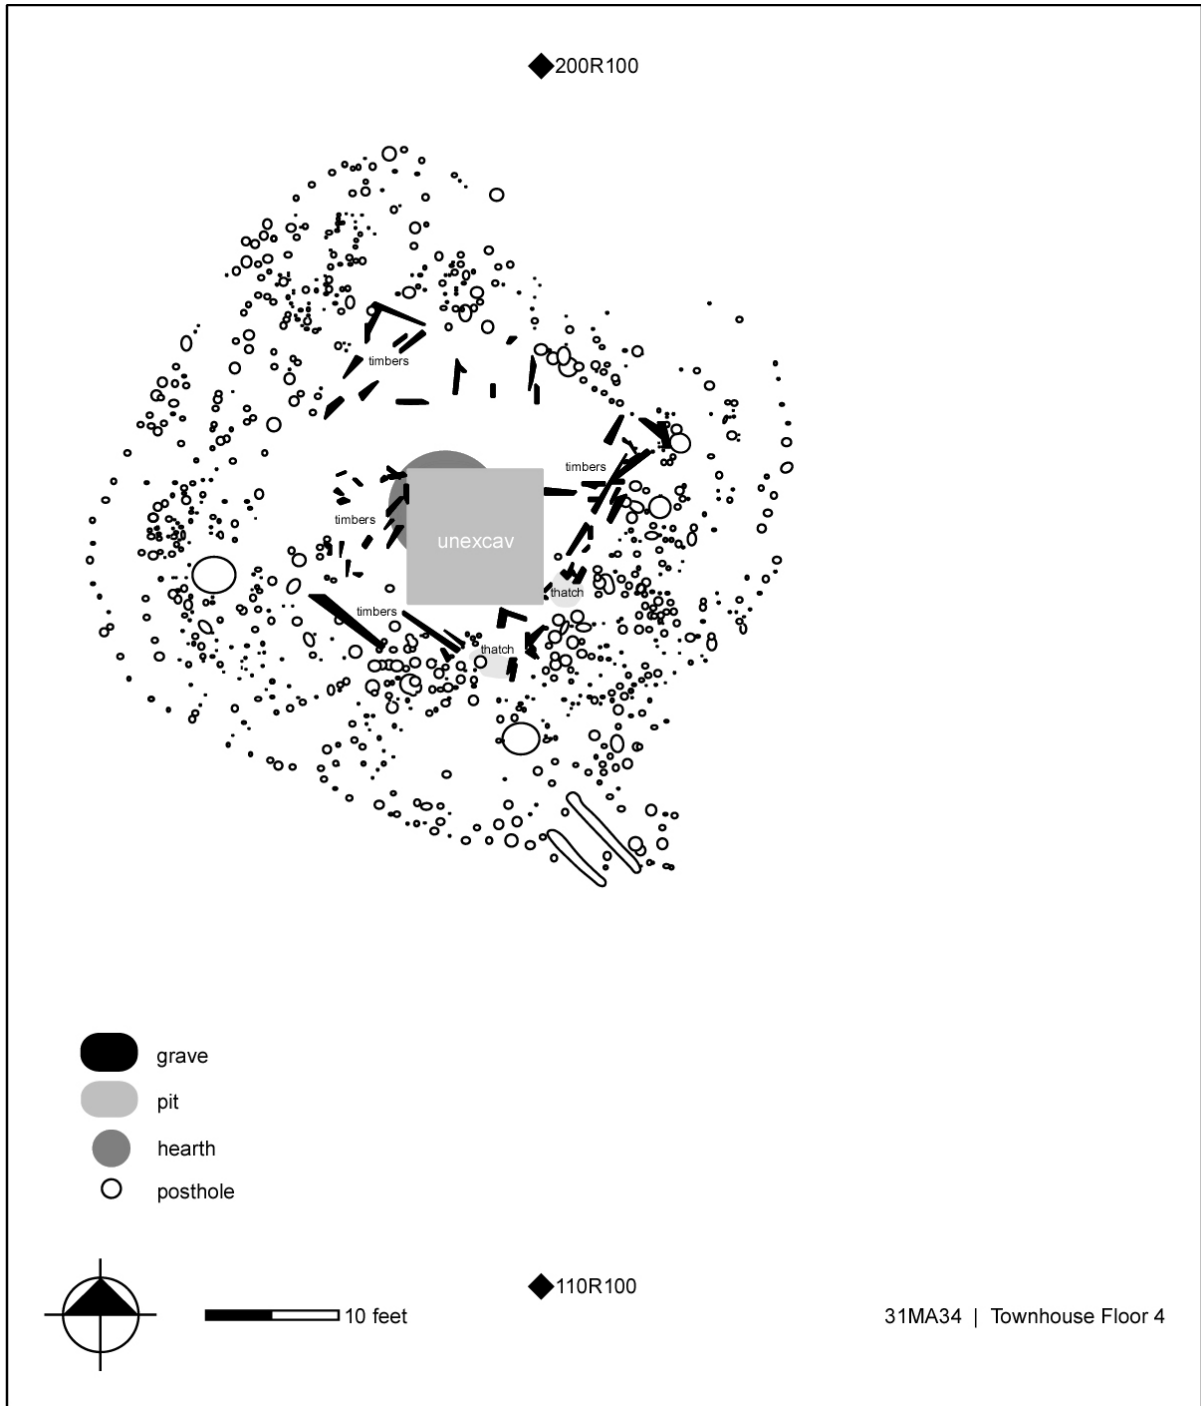 200R100
timbers
timbers
timbers
unexcav
thatch
timbers
thatch
grave
pit
hearth
posthole
110R100
10 feet
31MA34 | Townhouse Floor 4